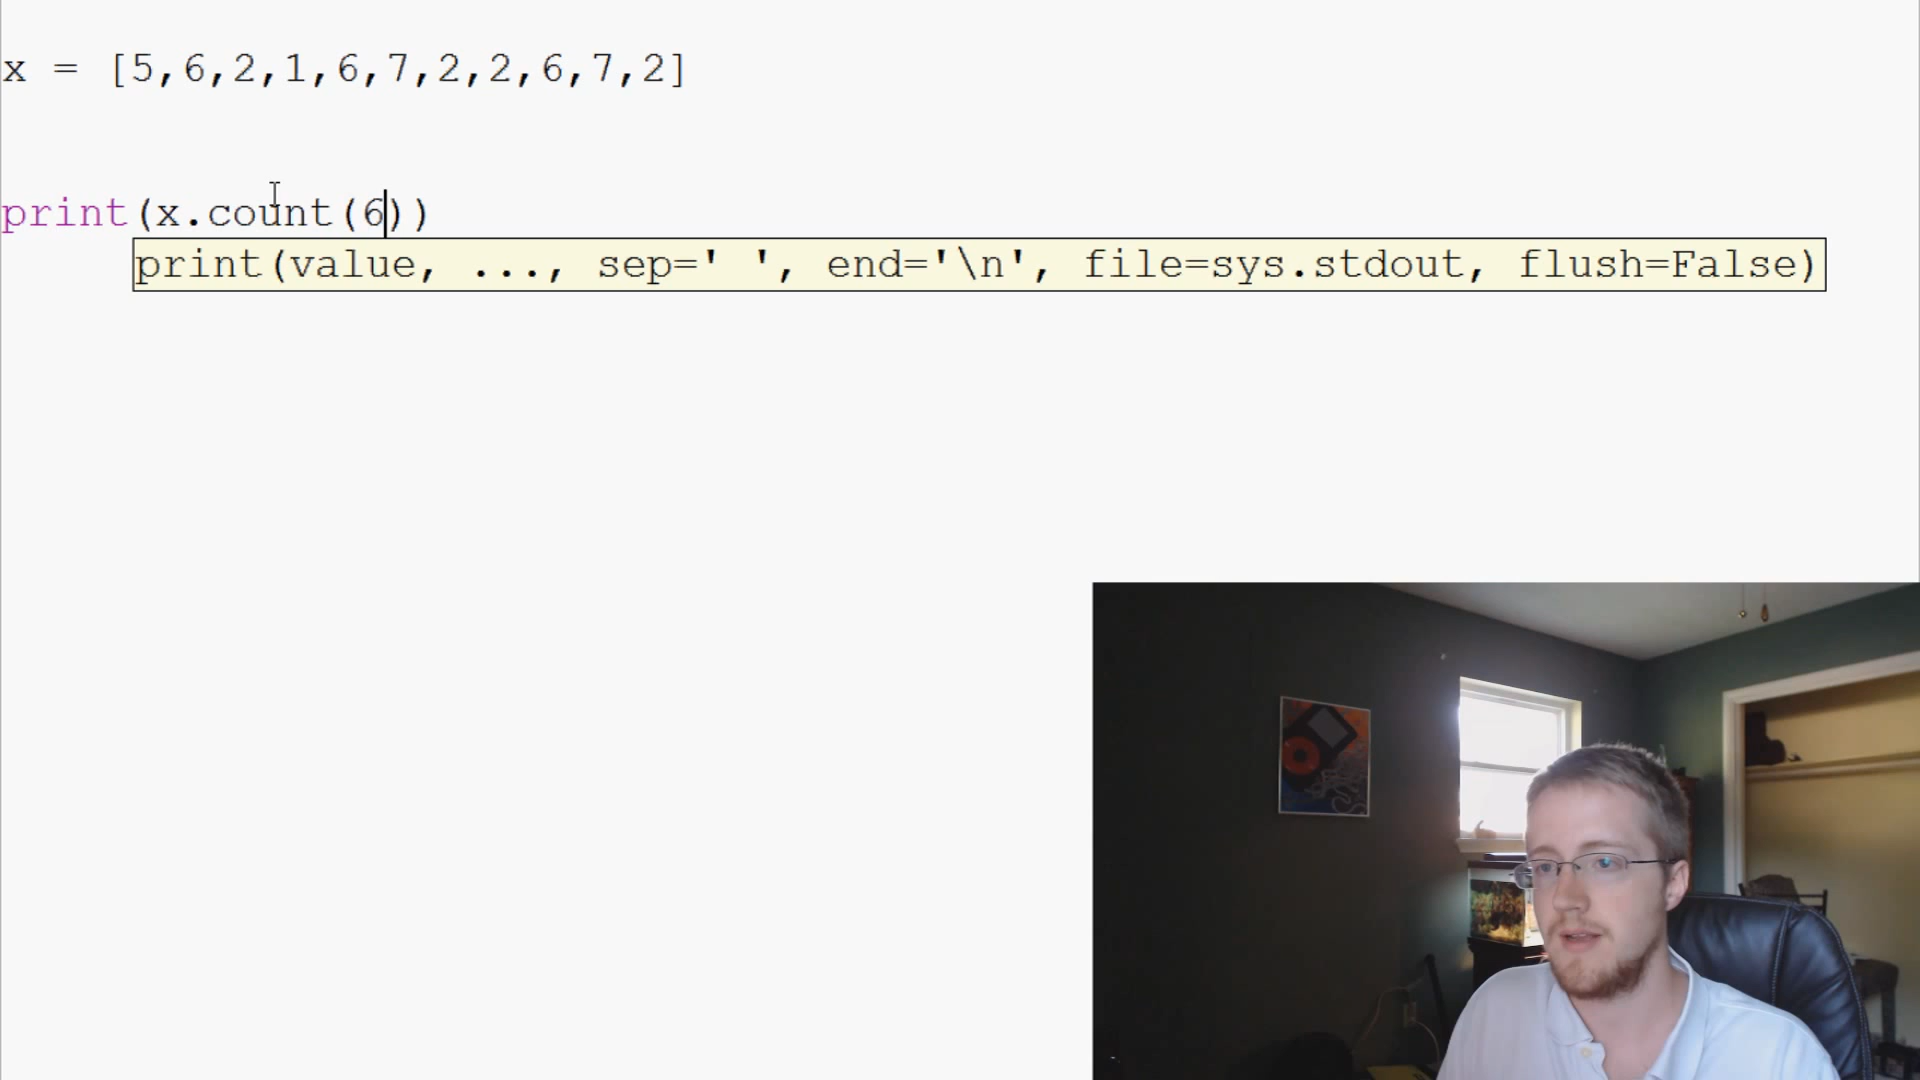 x = [5,6,2,1,6,7,2,2,6,7,2]
print(x.count(6))
print(value, ..., sep=' ', end='\n', file=sys.stdout, flush=False)